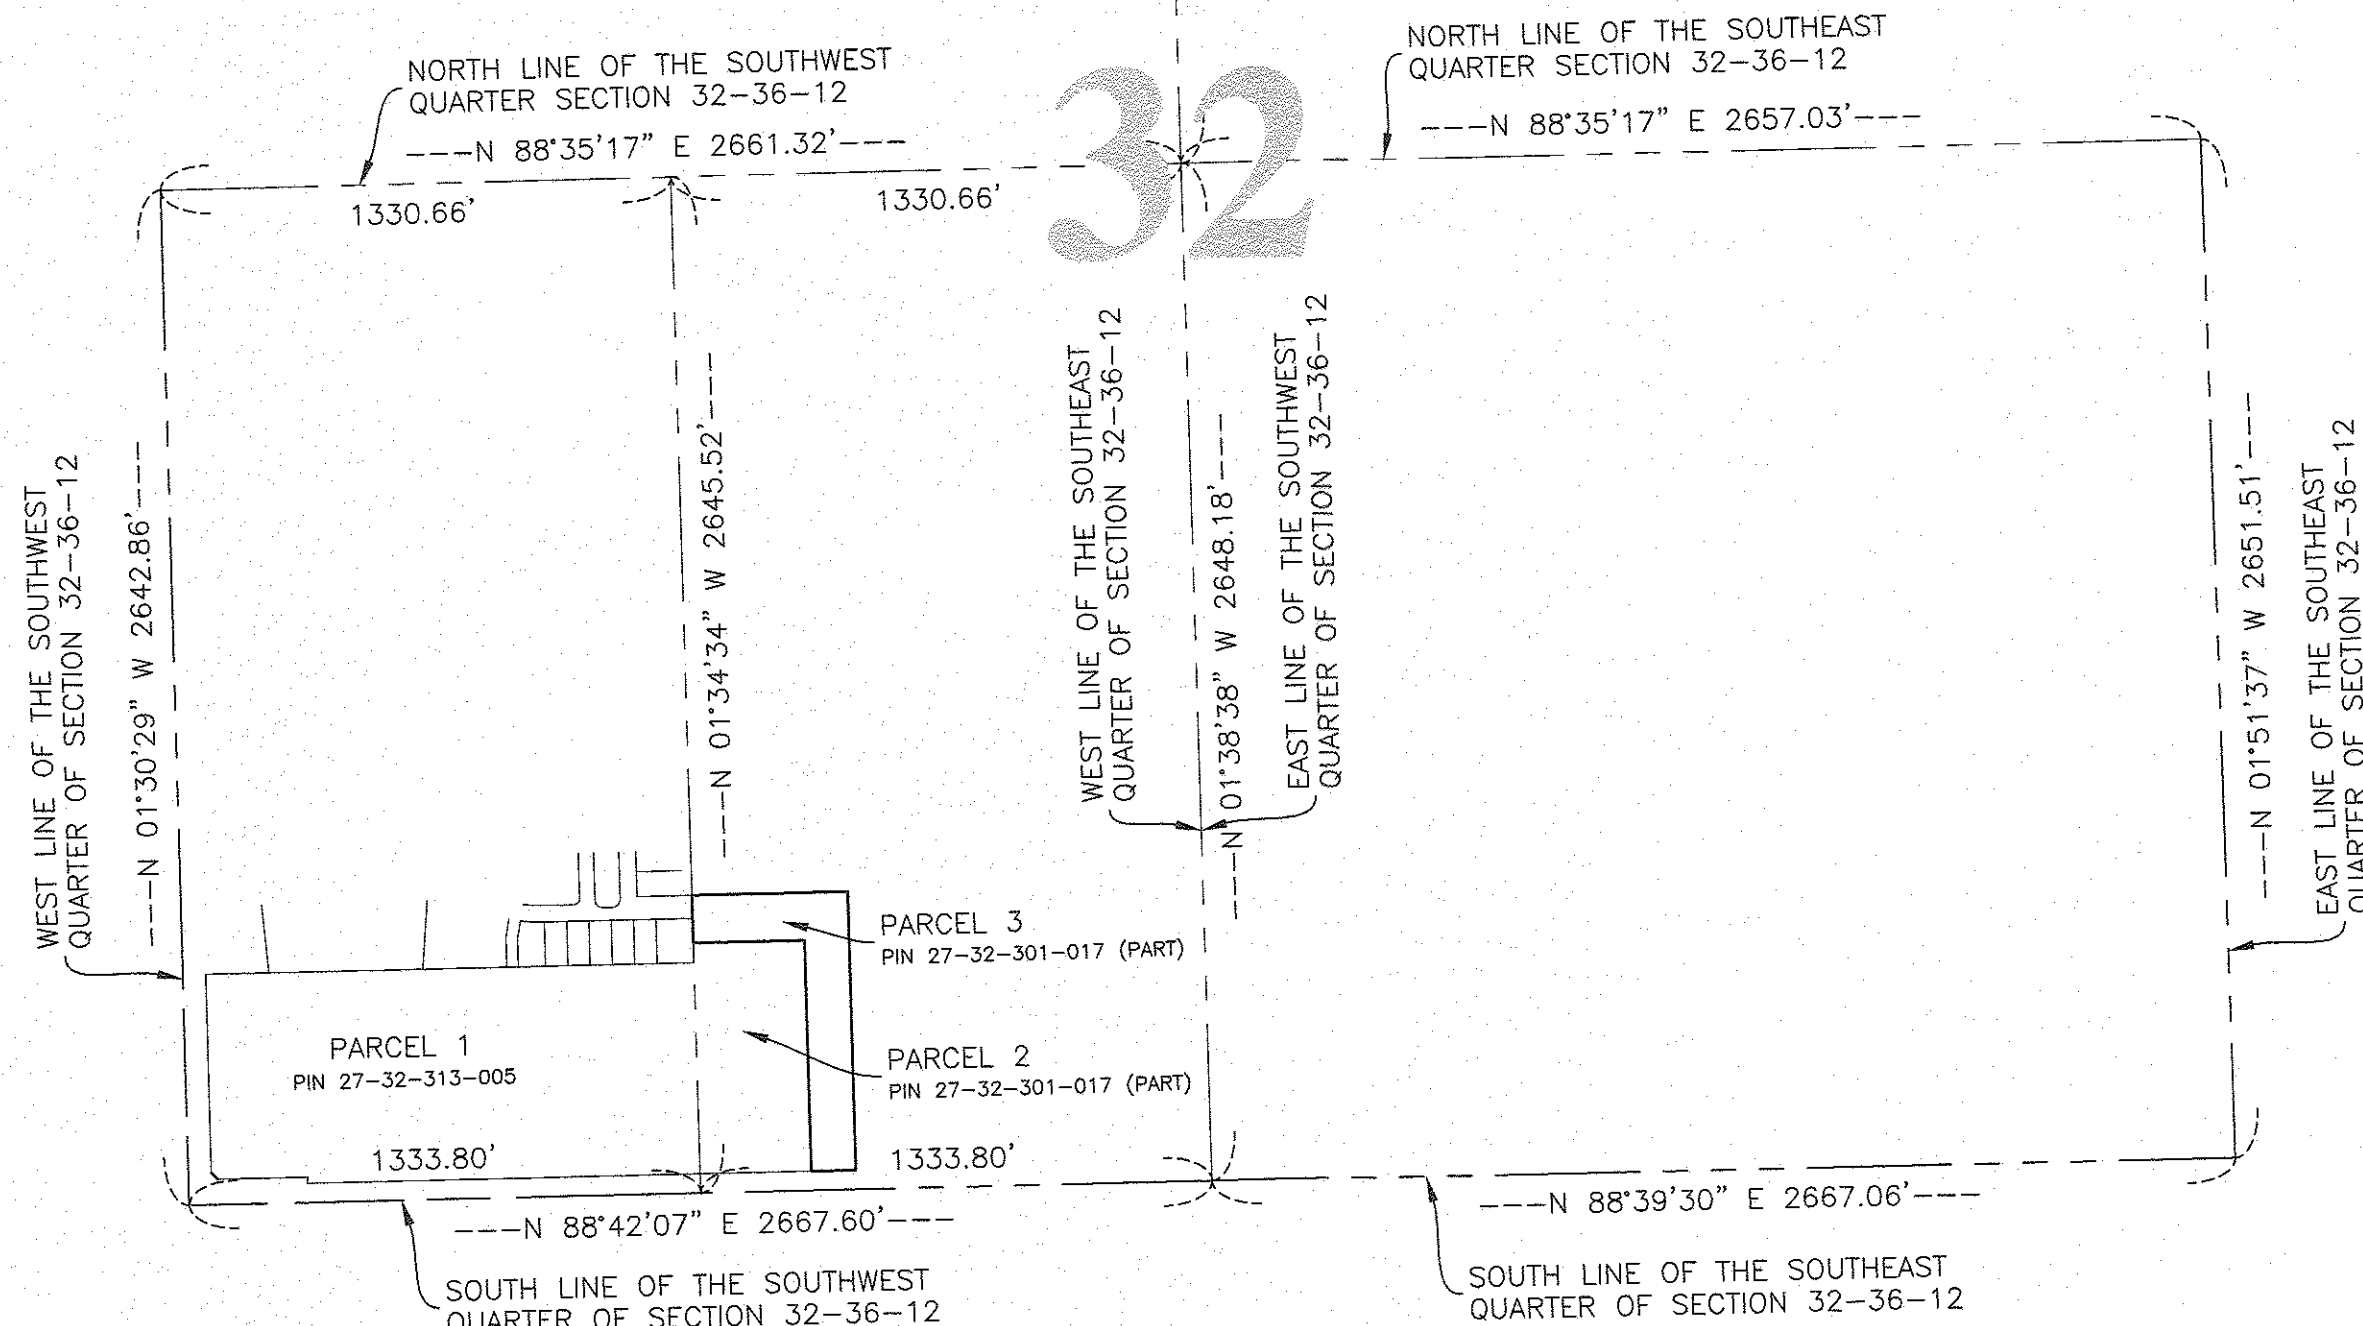 NORTH LINE OF THE SOUTHWEST
QUARTER SECTION 32-36-12
---N 88°35'17" E 2661.32'---
1330.66'
1330.66'
32
NORTH LINE OF THE SOUTHEAST
QUARTER SECTION 32-36-12
---N 88°35'17" E 2657.03'---
WEST LINE OF THE SOUTHWEST
QUARTER OF SECTION 32-36-12
---N 01°30'29" W 2642.86'---
---N 01°34'34" W 2645.52'---
WEST LINE OF THE SOUTHEAST
QUARTER OF SECTION 32-36-12
---N 01°38'38" W 2648.18'---
EAST LINE OF THE SOUTHWEST
QUARTER OF SECTION 32-36-12
---N 01°51'37" W 2651.51'---
EAST LINE OF THE SOUTHEAST
QUARTER OF SECTION 32-36-12
PARCEL 3
PIN 27-32-301-017 (PART)
PARCEL 1
PIN 27-32-313-005
PARCEL 2
PIN 27-32-301-017 (PART)
1333.80'
1333.80'
---N 88°42'07" E 2667.60'---
---N 88°39'30" E 2667.06'---
SOUTH LINE OF THE SOUTHWEST
QUARTER OF SECTION 32-36-12
SOUTH LINE OF THE SOUTHEAST
QUARTER OF SECTION 32-36-12